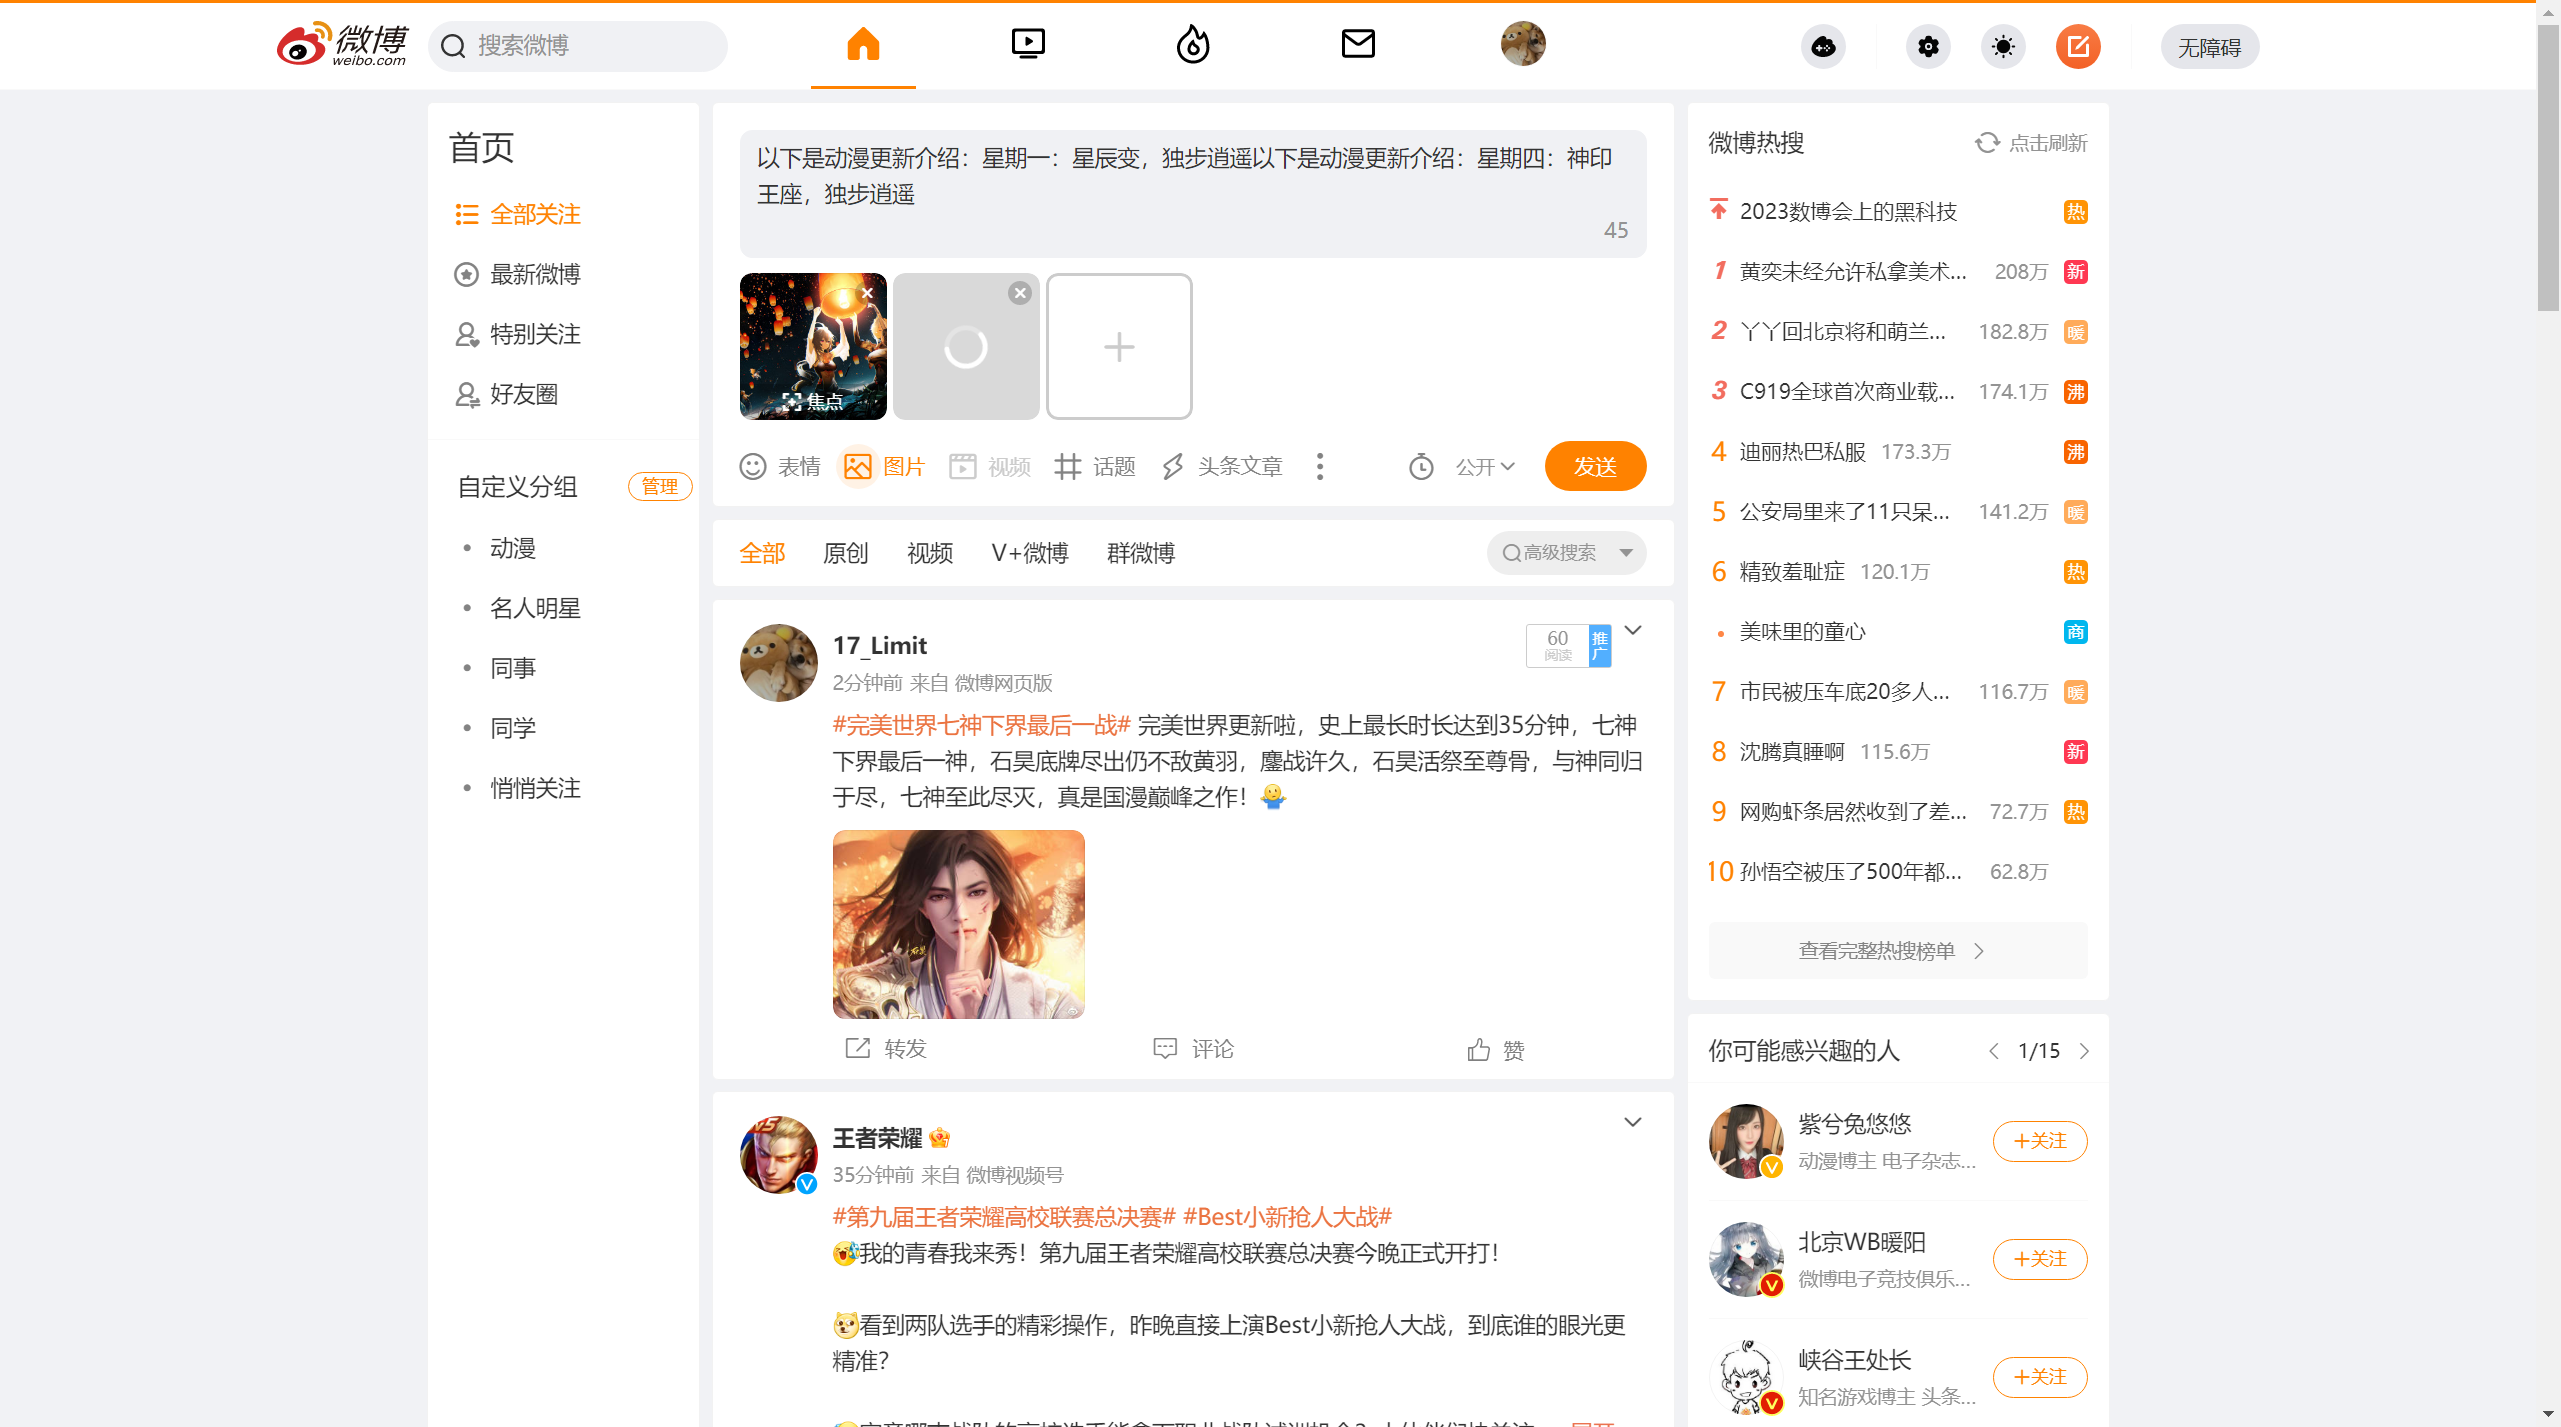 微博
weibo.com
搜索微博
无障碍
首页
全部关注
最新微博
特别关注
好友圈
自定义分组
管理
动漫
名人明星
同事
同学
悄悄关注
以下是动漫更新介绍：星期一：星辰变，独步逍遥以下是动漫更新介绍：星期四：神印
王座，独步逍遥
45
焦点
表情
图片
视频
话题
头条文章
公开
发送
全部
原创
视频
V+微博
群微博
高级搜索
17_Limit
60
阅读
推广
2分钟前 来自 微博网页版
#完美世界七神下界最后一战# 完美世界更新啦，史上最长时长达到35分钟，七神
下界最后一神，石昊底牌尽出仍不敌黄羽，鏖战许久，石昊活祭至尊骨，与神同归
于尽，七神至此尽灭，真是国漫巅峰之作！
转发
评论
赞
王者荣耀
35分钟前 来自 微博视频号
#第九届王者荣耀高校联赛总决赛# #Best小新抢人大战#
我的青春我来秀！第九届王者荣耀高校联赛总决赛今晚正式开打！
看到两队选手的精彩操作，昨晚直接上演Best小新抢人大战，到底谁的眼光更
精准？
微博热搜
点击刷新
2023数博会上的黑科技 热
1 黄奕未经允许私拿美术... 208万 新
2 丫丫回北京将和萌兰... 182.8万 暖
3 C919全球首次商业载... 174.1万 沸
4 迪丽热巴私服 173.3万 沸
5 公安局里来了11只呆... 141.2万 暖
6 精致羞耻症 120.1万 热
美味里的童心 商
7 市民被压车底20多人... 116.7万 暖
8 沈腾真睡啊 115.6万 新
9 网购虾条居然收到了差... 72.7万 热
10 孙悟空被压了500年都... 62.8万
查看完整热搜榜单
你可能感兴趣的人
1/15
紫兮兔悠悠
动漫博主 电子杂志...
+关注
北京WB暖阳
微博电子竞技俱乐...
+关注
峡谷王处长
知名游戏博主 头条...
+关注